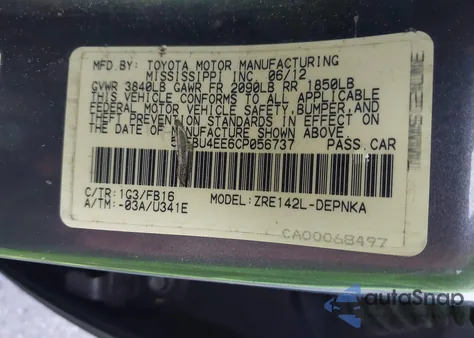 MFD.BY: TOYOTA MOTOR MANUFACTURING
MISSISSIPPI INC. 06/12
GVWR 3840LB GAWR FR 2090LB RR 1850LB
THIS VEHICLE CONFORMS TO ALL APPLICABLE
FEDERAL MOTOR VEHICLE SAFETY, BUMPER, AND
THEFT PREVENTION STANDARDS IN EFFECT ON
THE DATE OF MANUFACTURE SHOWN ABOVE.
BU4EE6CP056737 PASS.CAR
C/TR: 1G3/FB16 MODEL: ZRE142L-DEPNKA
A/TM: -03A/U341E
CA00068497
autoSnap